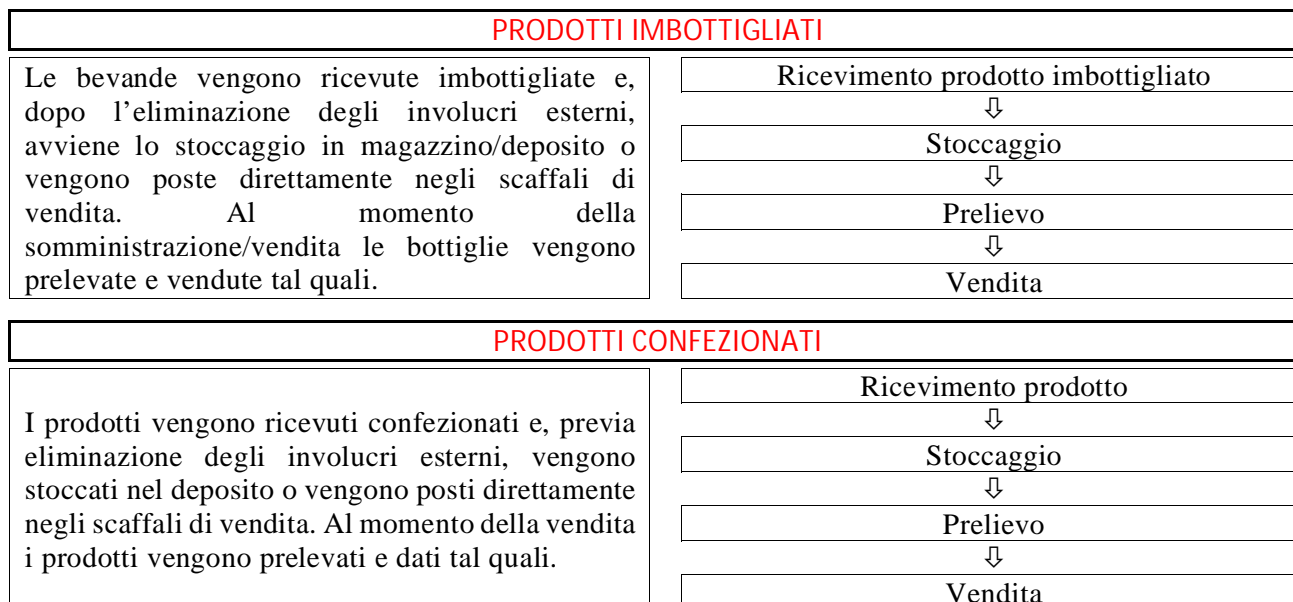 PRODOTTI IMBOTTIGLIATI
Le bevande vengono ricevute imbottigliate e,
dopo l’eliminazione degli involucri esterni,
avviene lo stoccaggio in magazzino/deposito o
vengono poste direttamente negli scaffali di
vendita. Al momento della
somministrazione/vendita le bottiglie vengono
prelevate e vendute tal quali.
Ricevimento prodotto imbottigliato
⇩
Stoccaggio
⇩
Prelievo
⇩
Vendita
PRODOTTI CONFEZIONATI
I prodotti vengono ricevuti confezionati e, previa
eliminazione degli involucri esterni, vengono
stoccati nel deposito o vengono posti direttamente
negli scaffali di vendita. Al momento della vendita
i prodotti vengono prelevati e dati tal quali.
Ricevimento prodotto
⇩
Stoccaggio
⇩
Prelievo
⇩
Vendita